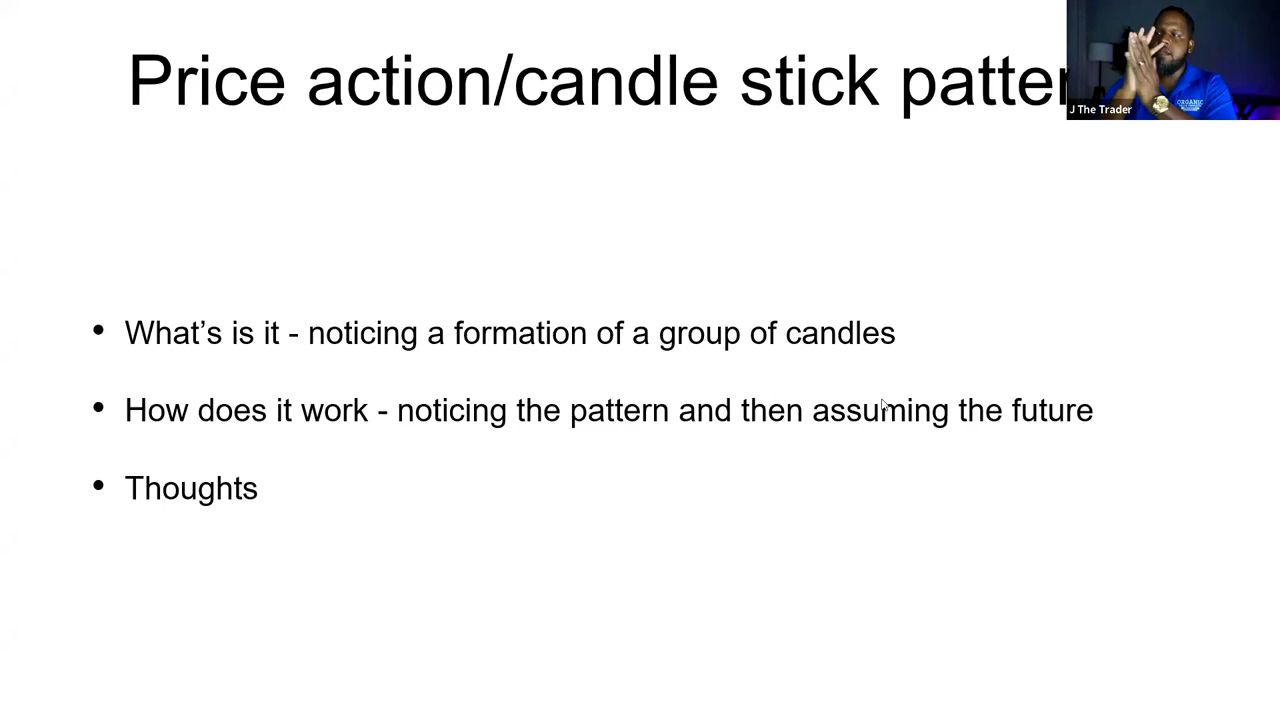 Price action/candle stick patter
J The Trader
ORGANIC
• What’s is it - noticing a formation of a group of candles
• How does it work - noticing the pattern and then assuming the future
• Thoughts